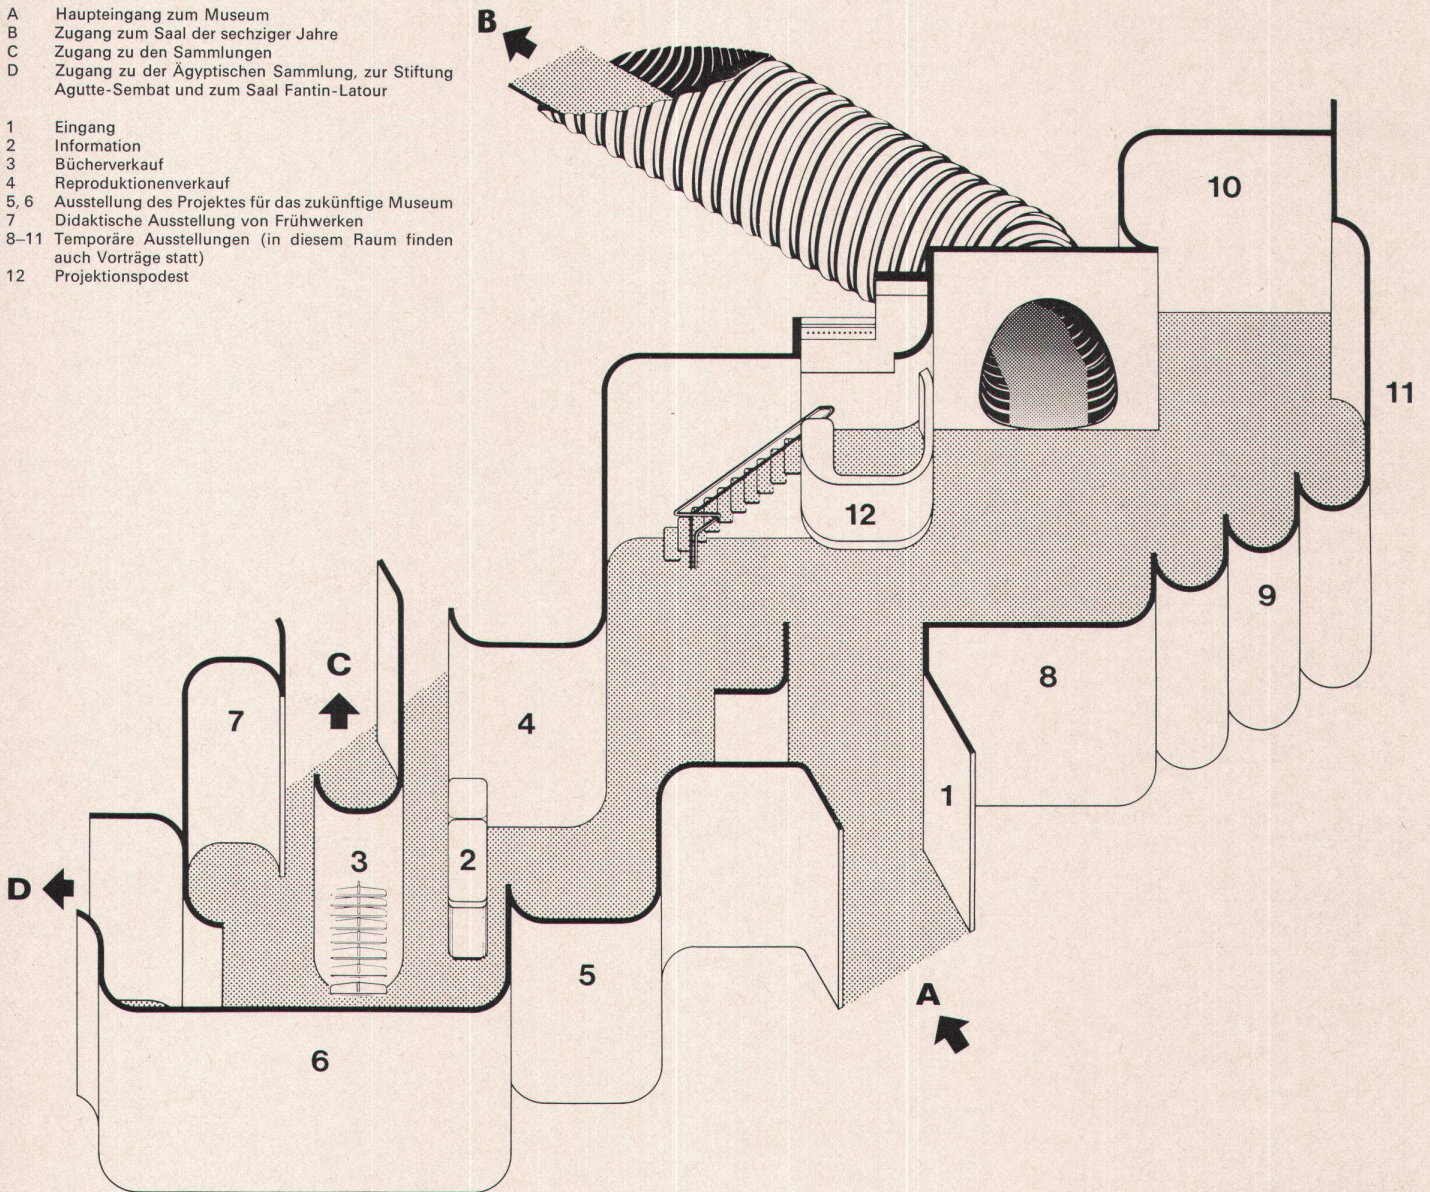 A Haupteingang zum Museum
B Zugang zum Saal der sechziger Jahre
C Zugang zu den Sammlungen
D Zugang zu der Ägyptischen Sammlung, zur Stiftung
Agutte-Sembat und zum Saal Fantin-Latour
1 Eingang
2 Information
3 Bücherverkauf
4 Reproduktionenverkauf
5, 6 Ausstellung des Projektes für das zukünftige Museum
7 Didaktische Ausstellung von Frühwerken
8–11 Temporäre Ausstellungen (in diesem Raum finden
auch Vorträge statt)
12 Projektionspodest
B
10
11
12
9
C
8
7
4
1
3
2
D
5
A
6